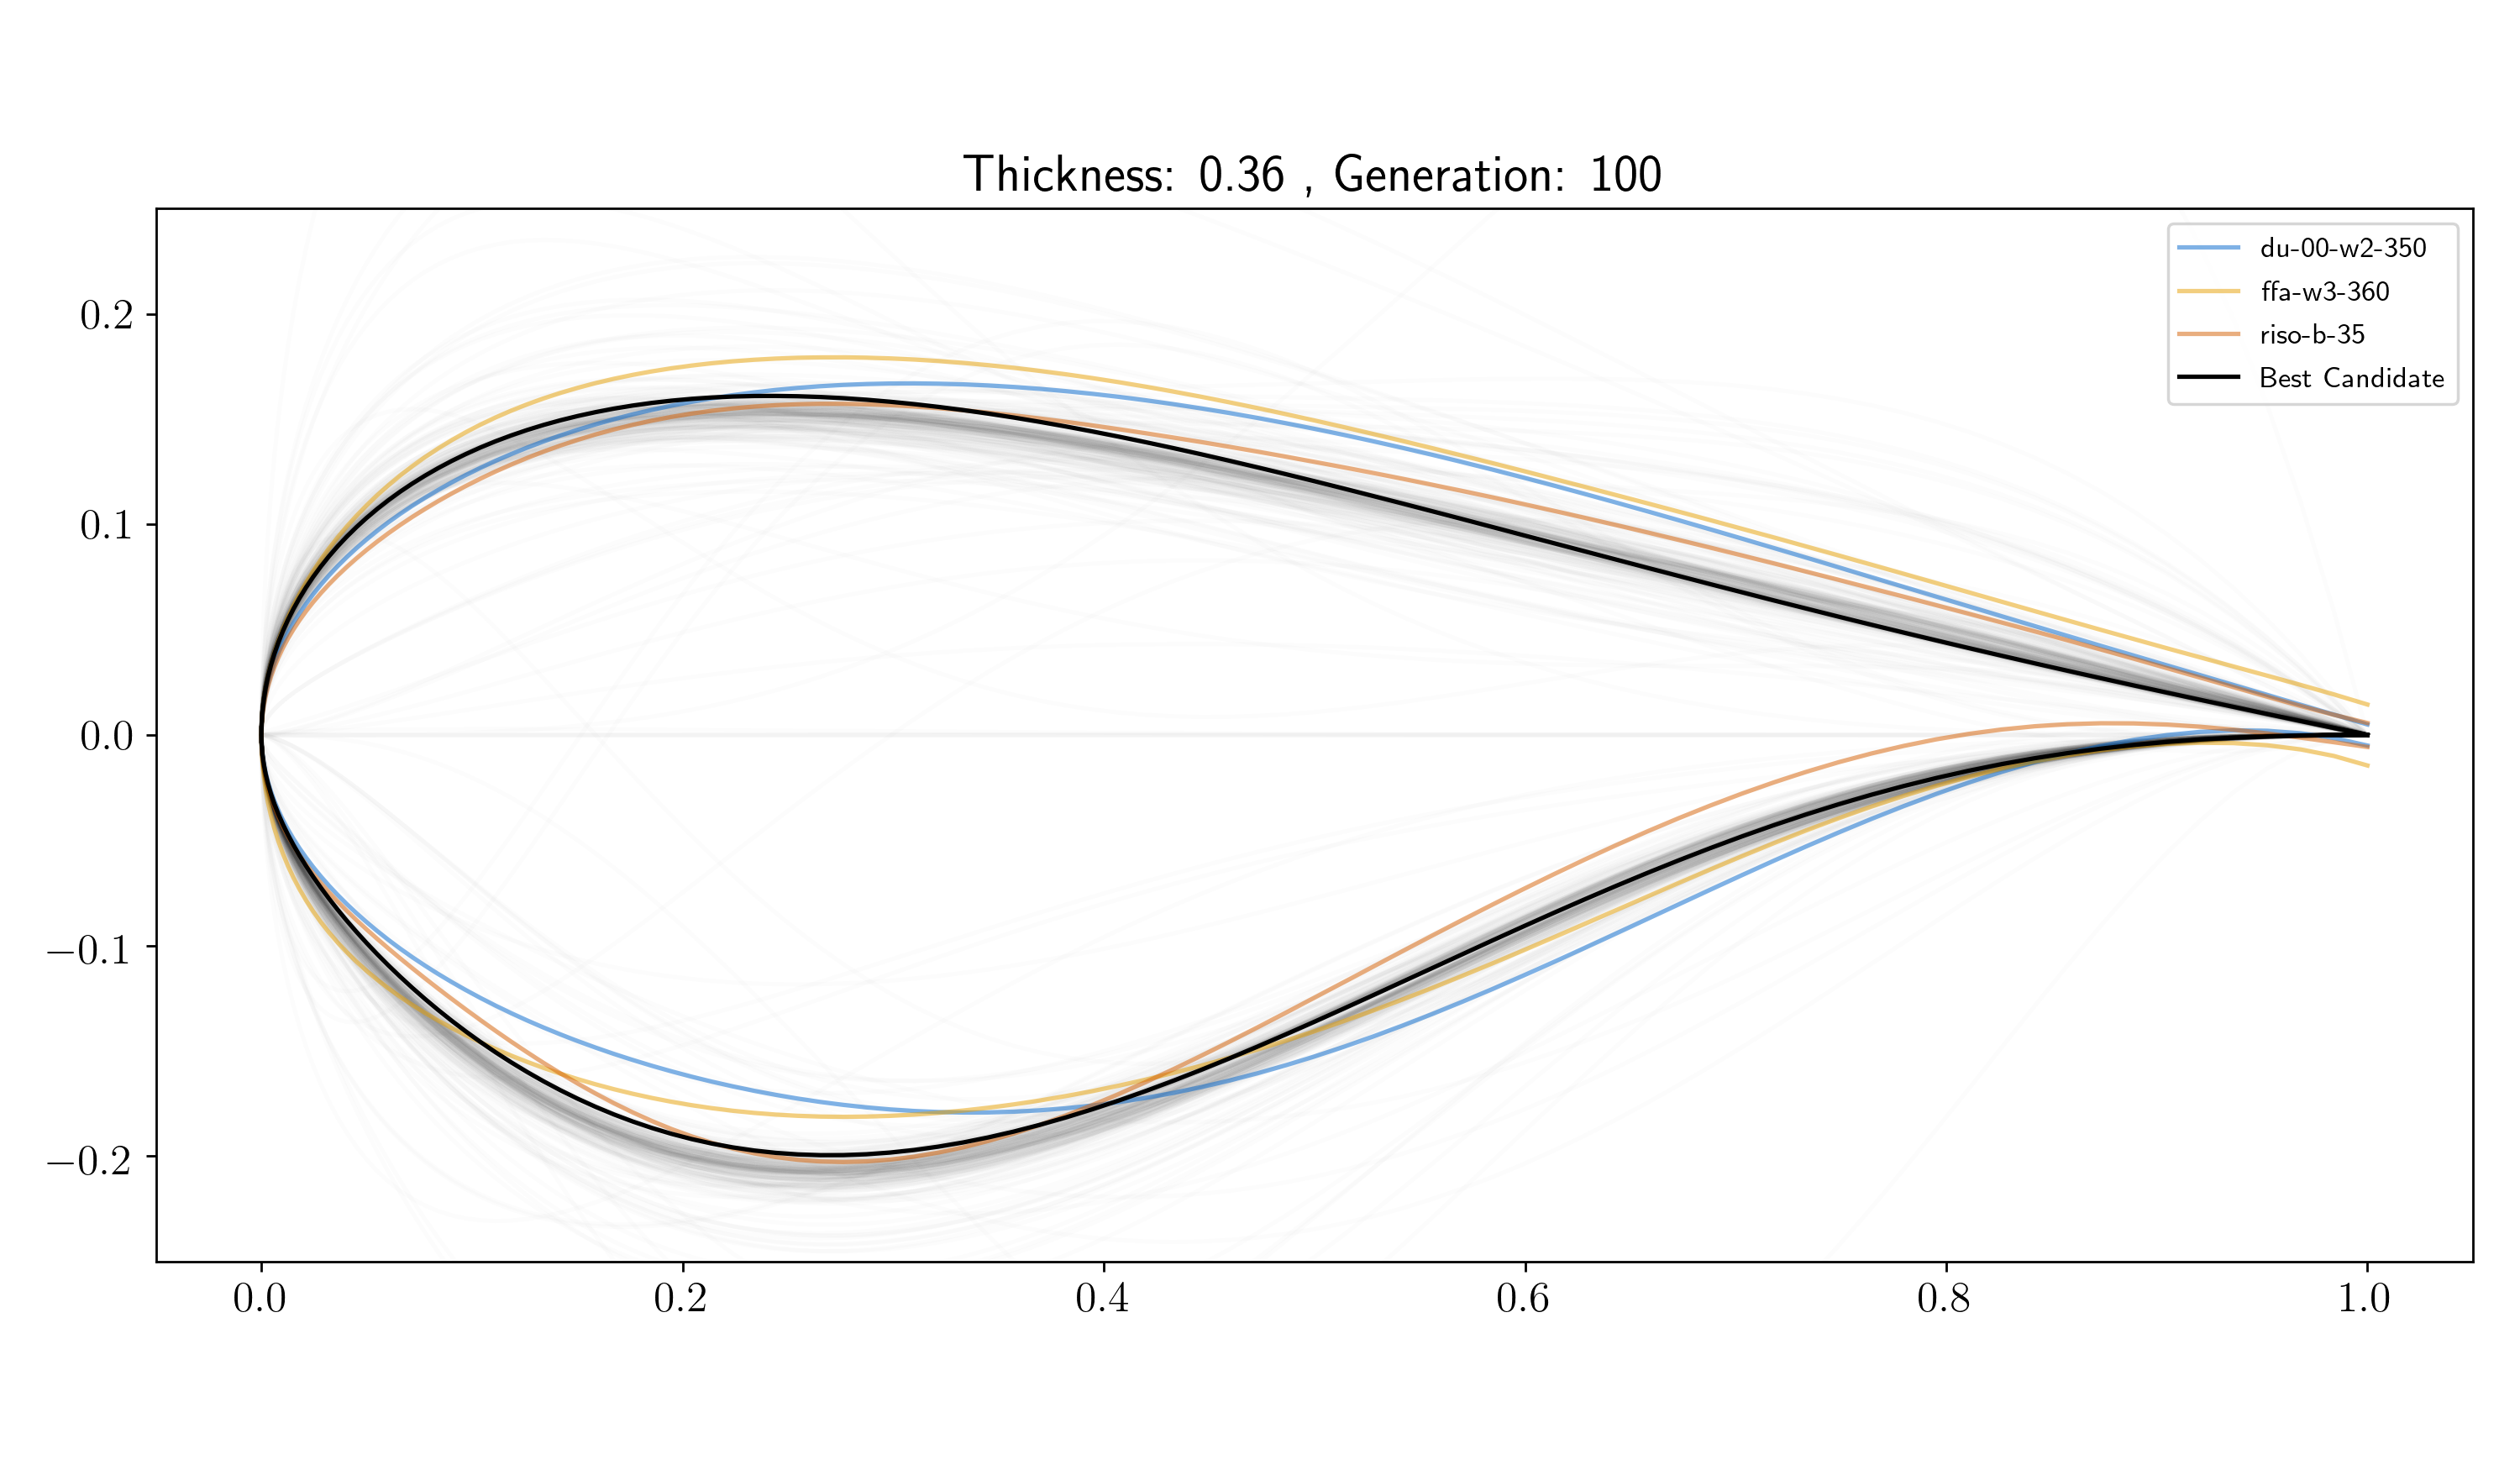 Thickness: 0.36 , Generation: 100
du-00-w2-350
ffa-w3-360
riso-b-35
Best Candidate
0.2
0.1
0.0
−0.1
−0.2
0.0 0.2 0.4 0.6 0.8 1.0